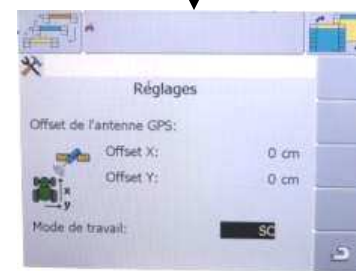 Réglages
Offset de l'antenne GPS:
Offset X: 0 cm
Offset Y: 0 cm
x
y
Mode de travail: SC